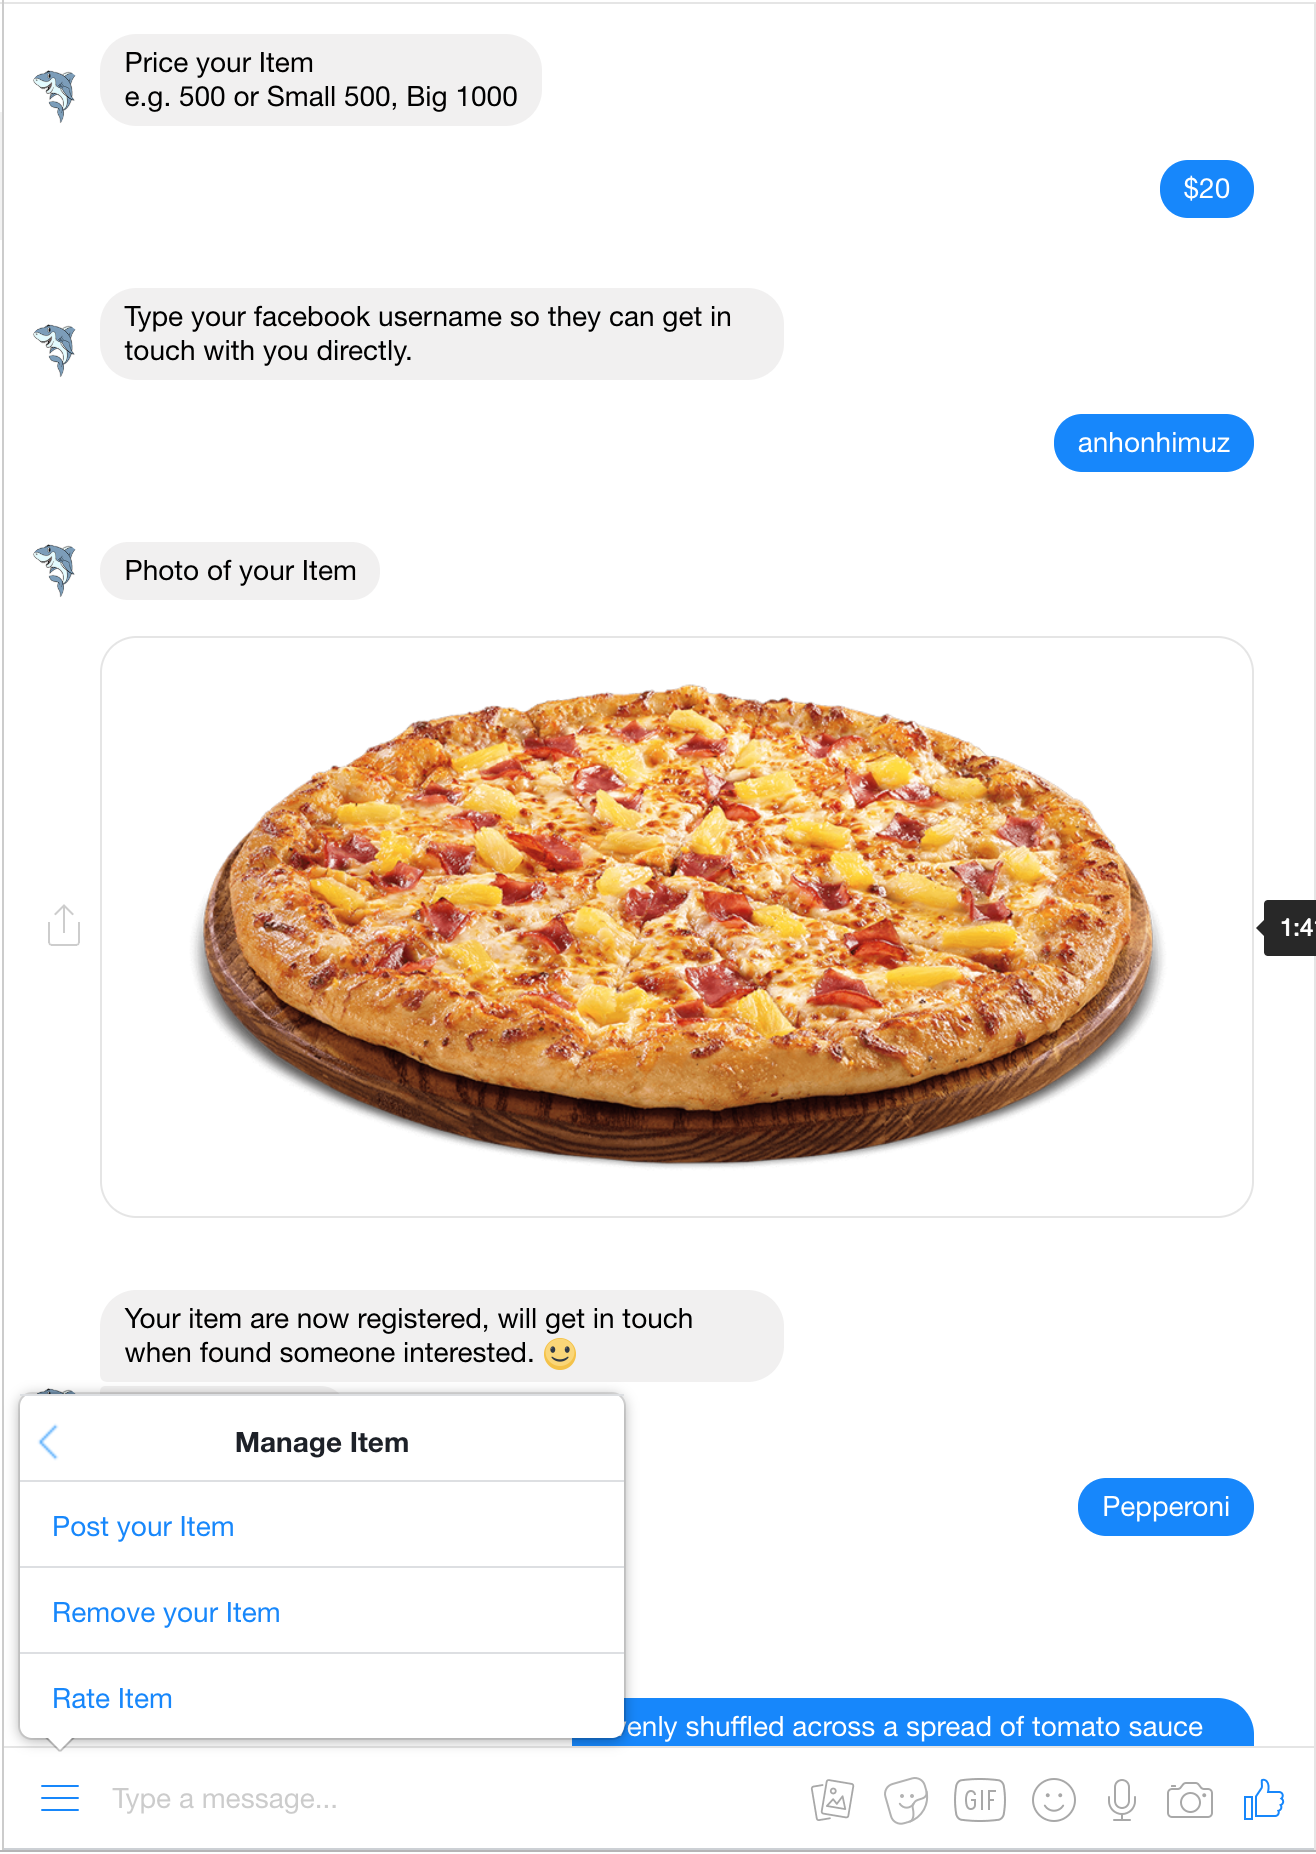 Price your Item
e.g. 500 or Small 500, Big 1000
$20
Type your facebook username so they can get in
touch with you directly.
anhonhimuz
Photo of your Item
1:4
Your item are now registered, will get in touch
when found someone interested. 🙂
Manage Item
Post your Item
Pepperoni
Remove your Item
Rate Item
shuffled across a spread of tomato sauce
Type a message...
GIF